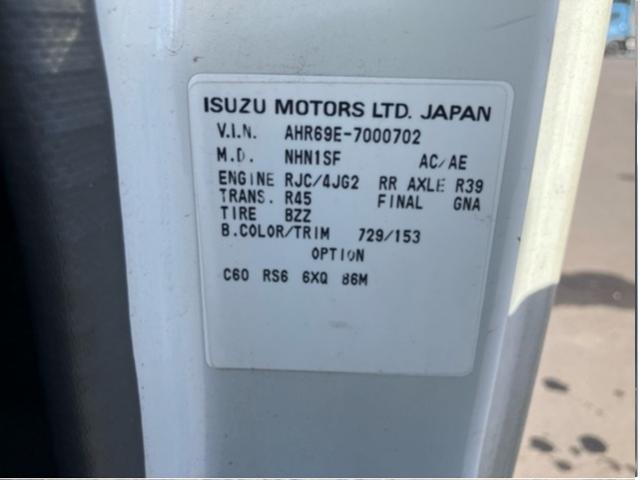 ISUZU MOTORS LTD. JAPAN
V.I.N. AHR69E-7000702
M.D. NHN1SF AC/AE
ENGINE RJC/4JG2 RR AXLE R39
TRANS. R45 FINAL GNA
TIRE BZZ
B.COLOR/TRIM 729/153
OPTION
C60 RS6 6XQ 86M